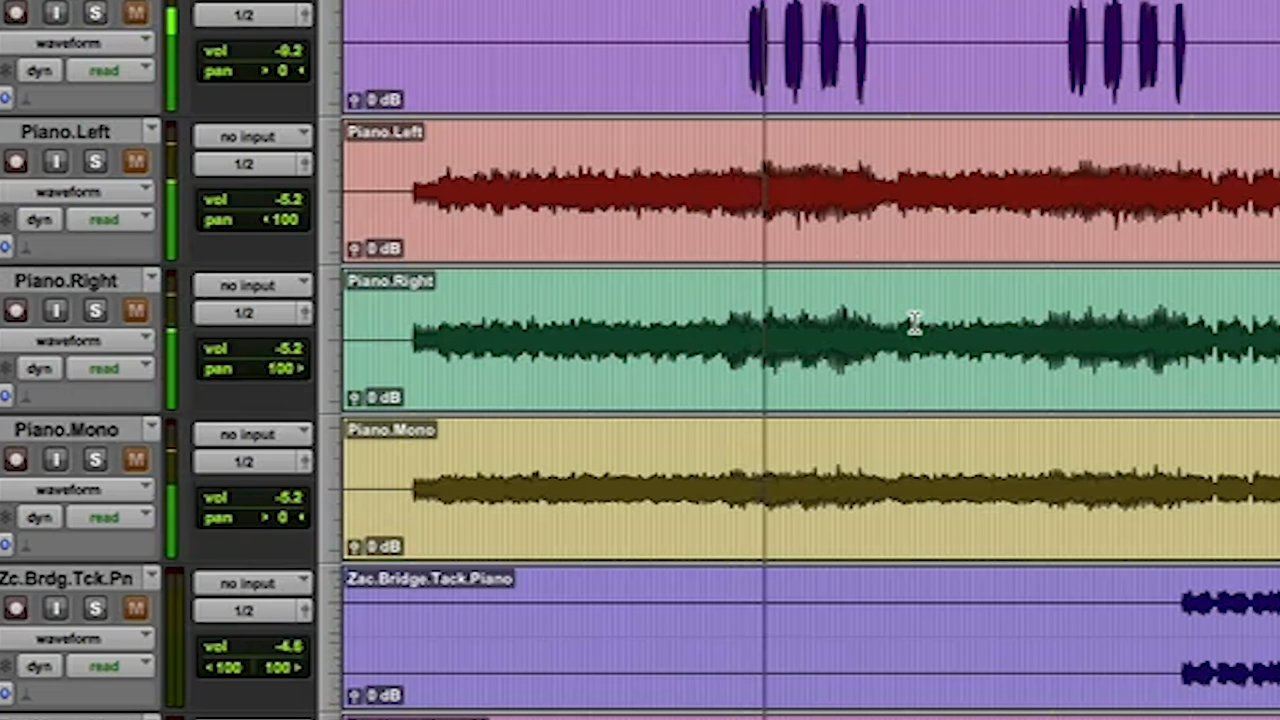 I S M 1/2
waveform vol -9.2
dyn read pan > 0 <
0 dB
Piano.Left no input Piano.Left
I S M 1/2
waveform vol -5.2
dyn read pan <100
0 dB
Piano.Right no input Piano.Right
I S M 1/2
waveform vol -5.2
dyn read pan 100>
0 dB
Piano.Mono no input Piano.Mono
I S M 1/2
waveform vol -5.2
dyn read pan > 0 <
0 dB
Zc.Brdg.Tck.Pn no input Zac.Bridge.Tack.Piano
I S M 1/2
waveform vol -4.6
dyn read <100 100>
0 dB